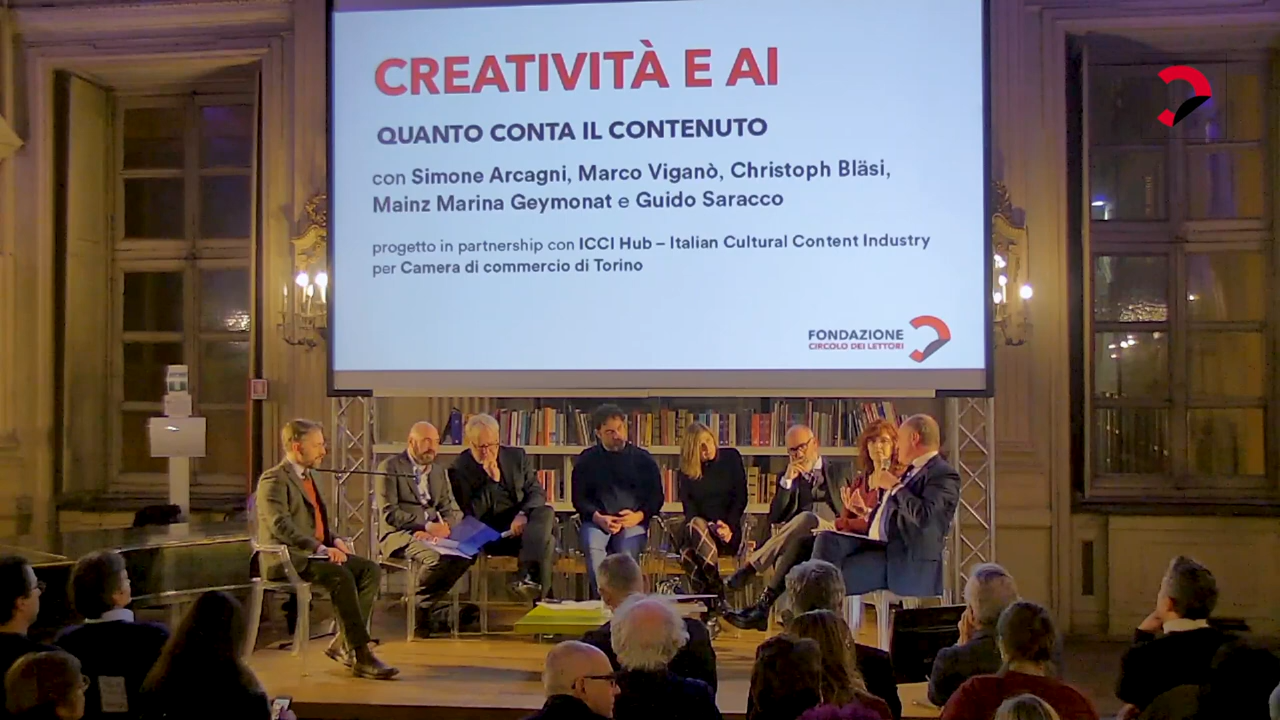 CREATIVITÀ E AI
QUANTO CONTA IL CONTENUTO
con Simone Arcagni, Marco Viganò, Christoph Bläsi,
Mainz Marina Geymonat e Guido Saracco
progetto in partnership con ICCI Hub – Italian Cultural Content Industry
per Camera di commercio di Torino
FONDAZIONE
CIRCOLO DEI LETTORI